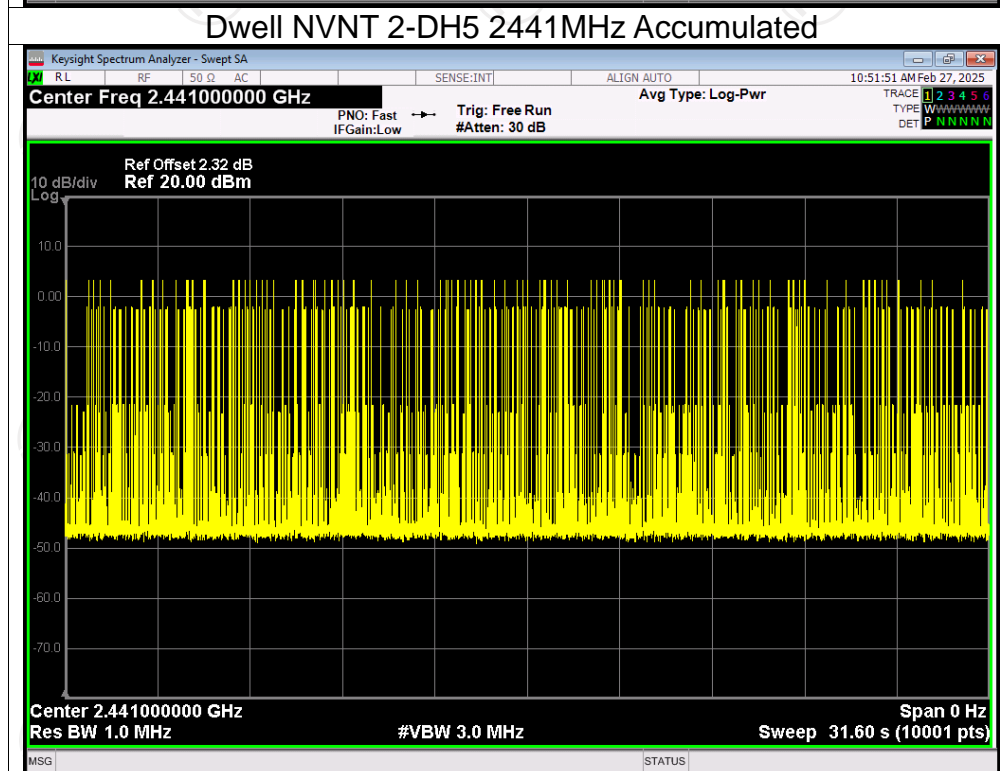 Dwell NVNT 2-DH5 2441MHz Accumulated
Keysight Spectrum Analyzer - Swept SA
LXI RL RF 50 Ω AC SENSE:INT ALIGN AUTO 10:51:51 AM Feb 27, 2025
Center Freq 2.441000000 GHz Avg Type: Log-Pwr TRACE 1 2 3 4 5 6
PNO: Fast Trig: Free Run TYPE WWWWWW
IFGain:Low #Atten: 30 dB DET P N N N N N
Ref Offset 2.32 dB
10 dB/div Ref 20.00 dBm
Log
10.0
0.00
-10.0
-20.0
-30.0
-40.0
-50.0
-60.0
-70.0
Center 2.441000000 GHz Span 0 Hz
Res BW 1.0 MHz #VBW 3.0 MHz Sweep 31.60 s (10001 pts)
MSG STATUS